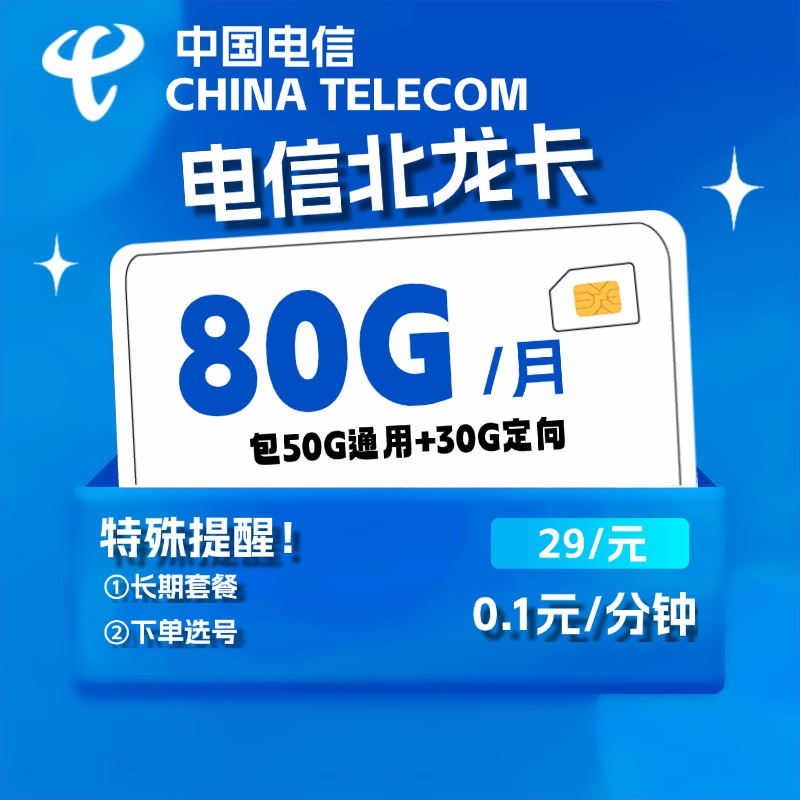 中国电信
CHINA TELECOM
电信北龙卡
80G /月
包50G通用+30G定向
特殊提醒!
①长期套餐
②下单选号
29/元
0.1元/分钟